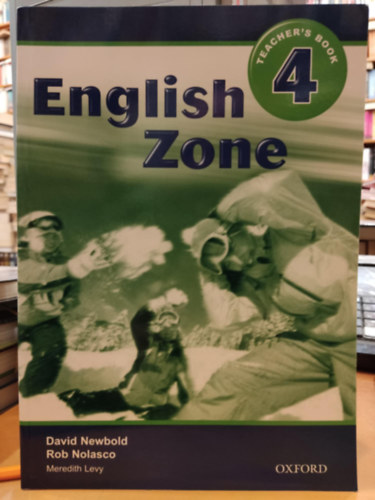 TEACHER'S BOOK
4
English
Zone
David Newbold
Rob Nolasco
Meredith Levy
OXFORD